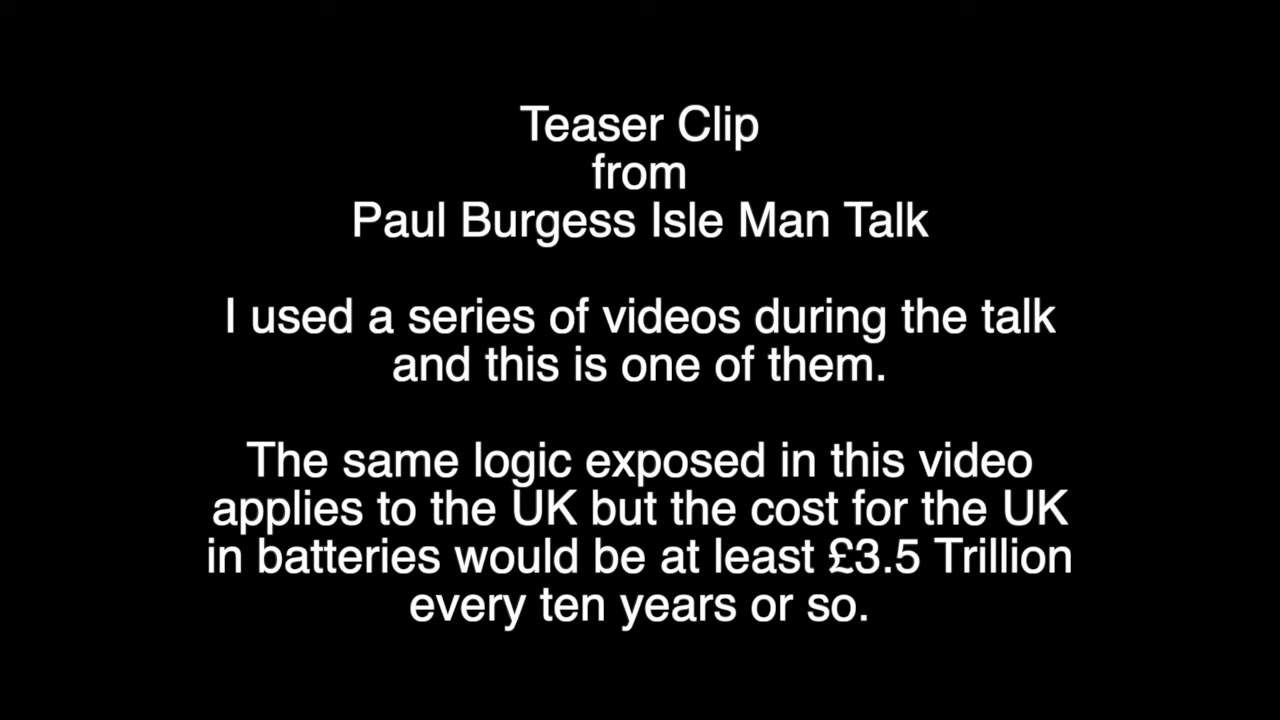 Teaser Clip
from
Paul Burgess Isle Man Talk
I used a series of videos during the talk
and this is one of them.
The same logic exposed in this video
applies to the UK but the cost for the UK
in batteries would be at least £3.5 Trillion
every ten years or so.